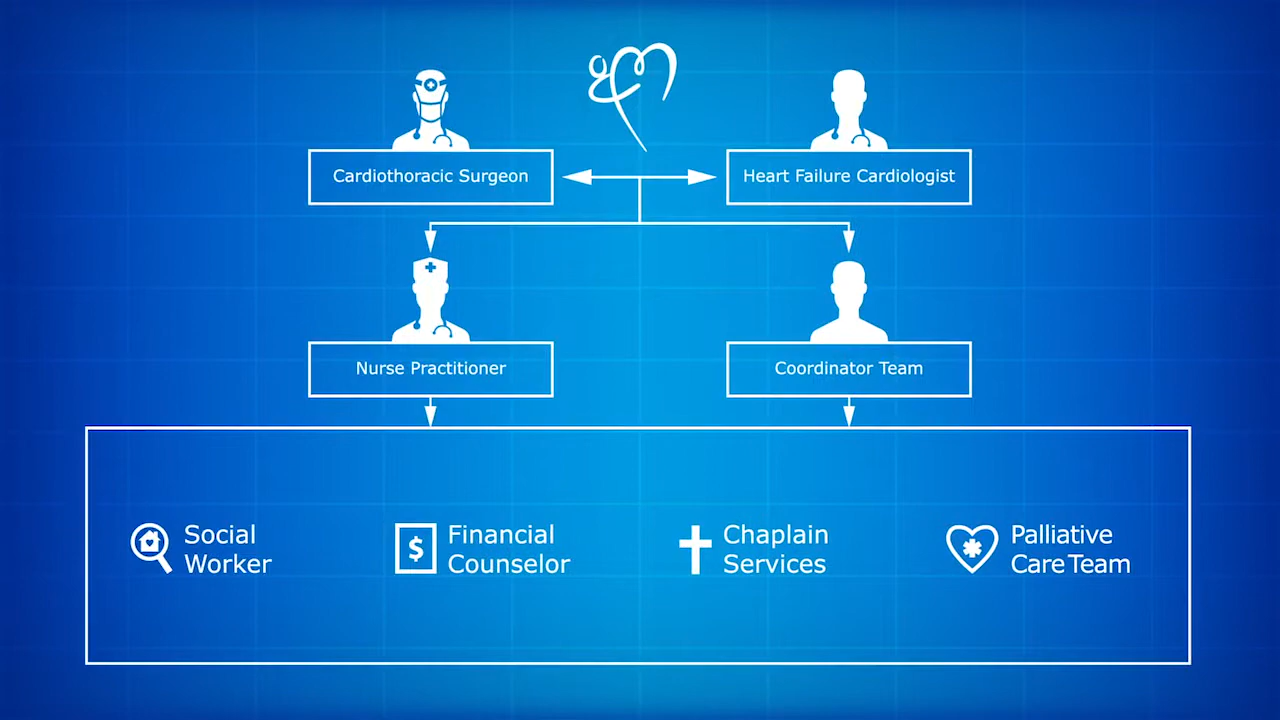 Cardiothoracic Surgeon
Heart Failure Cardiologist
Nurse Practitioner
Coordinator Team
Social
Worker
$
Financial
Counselor
Chaplain
Services
Palliative
Care Team